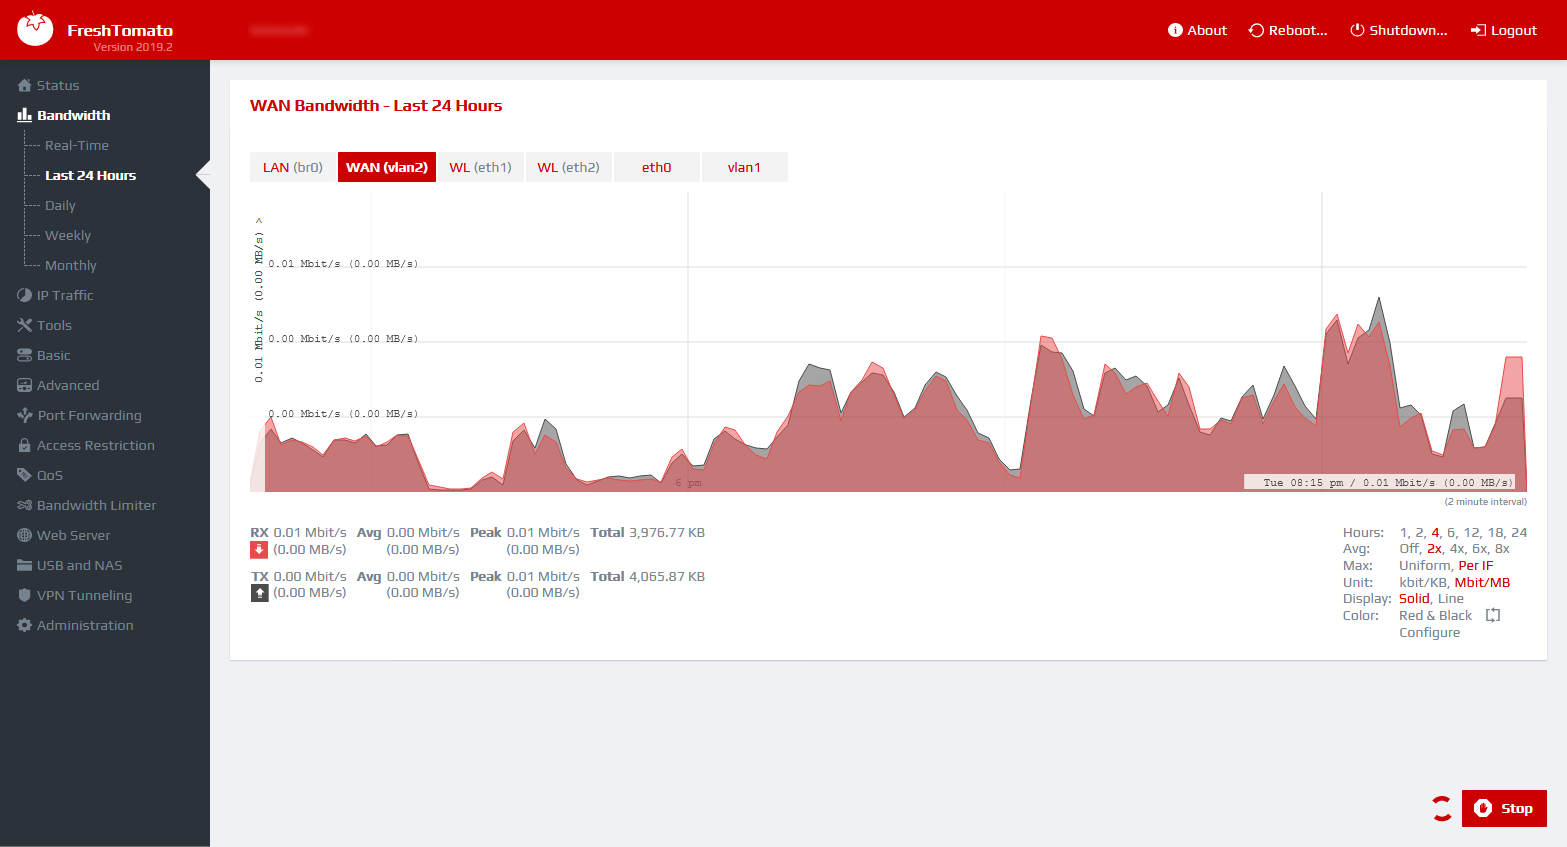 FreshTomato
Version 2019.2
About
Reboot...
Shutdown...
Logout
Status
Bandwidth
Real-Time
Last 24 Hours
Daily
Weekly
Monthly
IP Traffic
Tools
Basic
Advanced
Port Forwarding
Access Restriction
QoS
Bandwidth Limiter
Web Server
USB and NAS
VPN Tunneling
Administration
WAN Bandwidth - Last 24 Hours
LAN (br0) WAN (vlan2) WL (eth1) WL (eth2) eth0 vlan1
0.01 Mbit/s (0.00 MB/s) >
0.01 Mbit/s (0.00 MB/s)
0.00 Mbit/s (0.00 MB/s)
0.00 Mbit/s (0.00 MB/s)
6 pm
Tue 08:15 pm / 0.01 Mbit/s (0.00 MB/s)
(2 minute interval)
RX 0.01 Mbit/s Avg 0.00 Mbit/s Peak 0.01 Mbit/s Total 3,976.77 KB
(0.00 MB/s) (0.00 MB/s) (0.00 MB/s)
TX 0.00 Mbit/s Avg 0.00 Mbit/s Peak 0.01 Mbit/s Total 4,065.87 KB
(0.00 MB/s) (0.00 MB/s) (0.00 MB/s)
Hours: 1, 2, 4, 6, 12, 18, 24
Avg: Off, 2x, 4x, 6x, 8x
Max: Uniform, Per IF
Unit: kbit/KB, Mbit/MB
Display: Solid, Line
Color: Red & Black
Configure
Stop